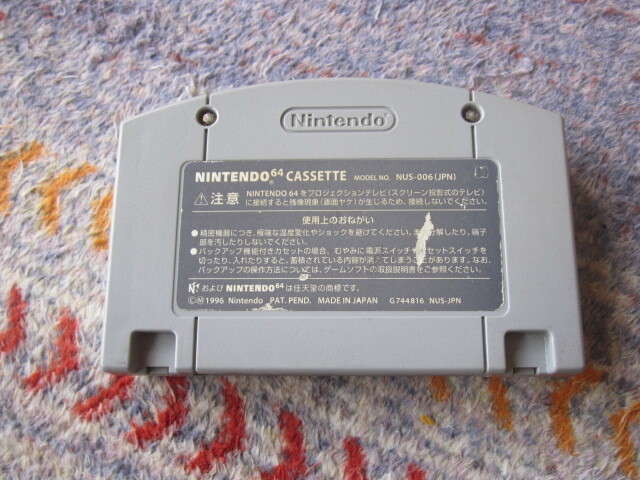 Nintendo
NINTENDO64 CASSETTE MODEL NO. NUS-006(JPN)
⚠注意 NINTENDO 64をプロジェクションテレビ(スクリーン投影式のテレビ)
に接続すると残像現象(画面ヤケ)が生じるため、接続しないでください。
使用上のおねがい
●精密機器につき、極端な温度変化やショックを避けてください。 分解したり、端子
部を汚したりしないでください。
●バックアップ機能付きカセットの場合、むやみに電源スイッチや セットスイッチを
切ったり、入れたりすると、蓄積されている内容が消えてしまうことがあります。なお、
バックアップの操作方法については、ゲームソフトの取扱説明書をご参照ください。
および NINTENDO64は任天堂の商標です。
©Ⓜ1996 Nintendo PAT. PEND. MADE IN JAPAN G744816 NUS-JPN